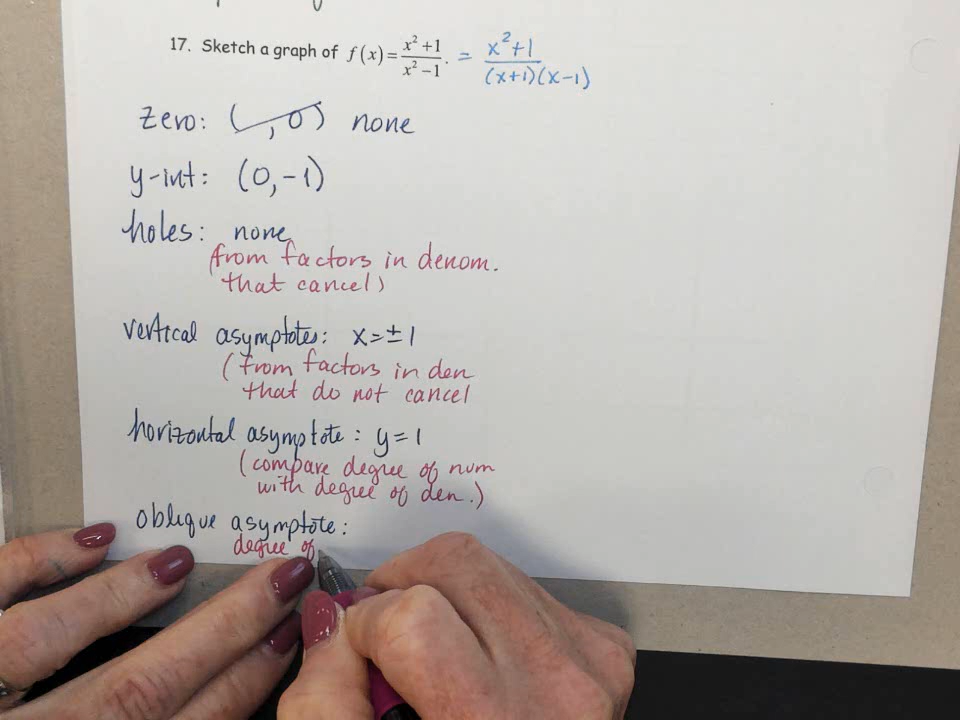 17. Sketch a graph of f(x) = \frac{x^2+1}{x^2-1}. = \frac{x^2+1}{(x+1)(x-1)}
zero: ( , 0) none
y-int: (0, -1)
holes: none
(from factors in denom.
that cancel)
vertical asymptotes: x = ± 1
(from factors in den
that do not cancel
horizontal asymptote: y = 1
(compare degree of num
with degree of den.)
oblique asymptote:
degree of